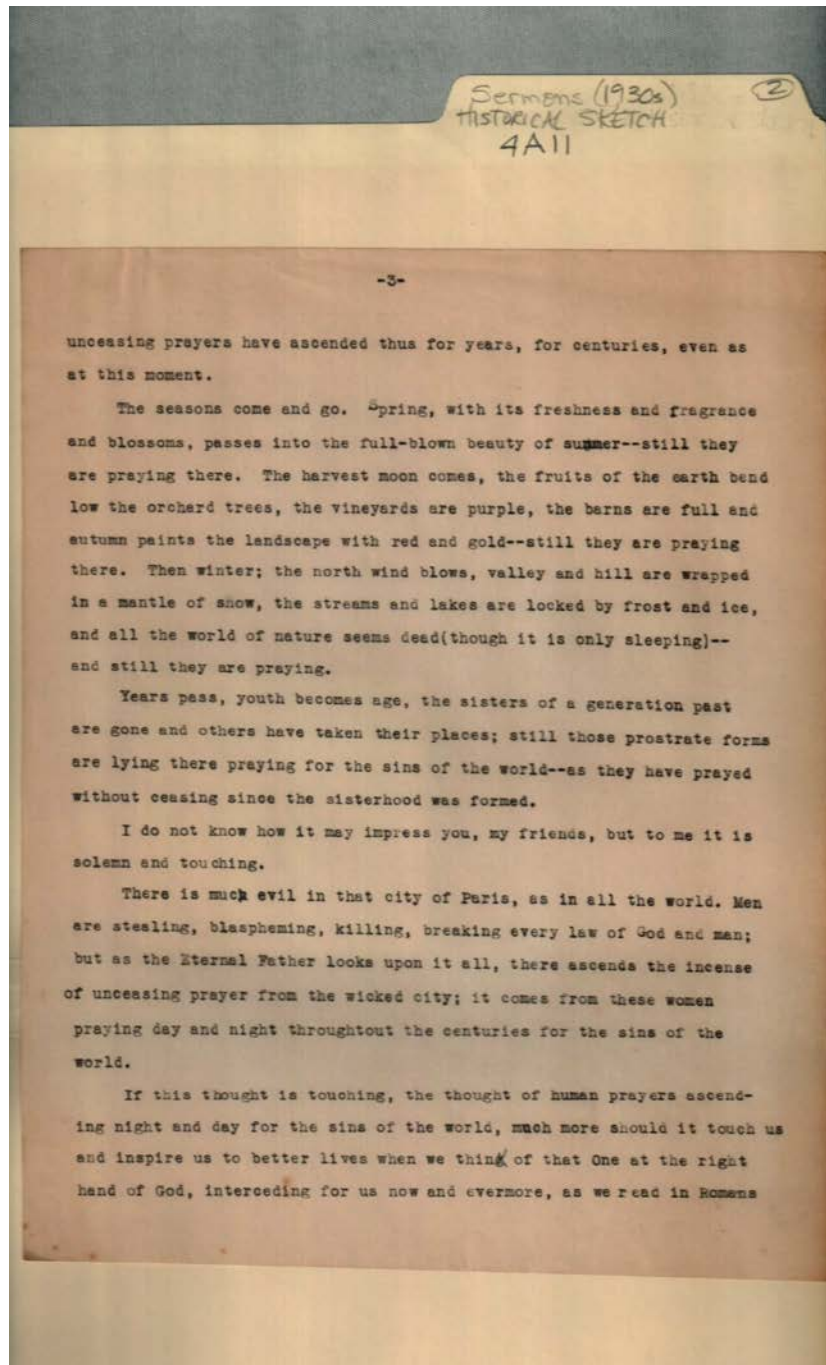 Sermons (1930s) 2
HISTORICAL SKETCH
4A11
-3-
unceasing prayers have ascended thus for years, for centuries, even as
at this moment.
The seasons come and go. Spring, with its freshness and fragrance
and blossoms, passes into the full-blown beauty of summer--still they
are praying there. The harvest moon comes, the fruits of the earth bend
low the orchard trees, the vineyards are purple, the barns are full and
autumn paints the landscape with red and gold--still they are praying
there. Then winter; the north wind blows, valley and hill are wrapped
in a mantle of snow, the streams and lakes are locked by frost and ice,
and all the world of nature seems dead(though it is only sleeping)--
and still they are praying.
Years pass, youth becomes age, the sisters of a generation past
are gone and others have taken their places; still those prostrate forms
are lying there praying for the sins of the world--as they have prayed
without ceasing since the sisterhood was formed.
I do not know how it may impress you, my friends, but to me it is
solemn and touching.
There is much evil in that city of Paris, as in all the world. Men
are stealing, blaspheming, killing, breaking every law of God and man;
but as the Eternal Father looks upon it all, there ascends the incense
of unceasing prayer from the wicked city; it comes from these women
praying day and night throughtout the centuries for the sins of the
world.
If this thought is touching, the thought of human prayers ascend-
ing night and day for the sins of the world, much more should it touch us
and inspire us to better lives when we think of that One at the right
hand of God, interceding for us now and evermore, as we read in Romans